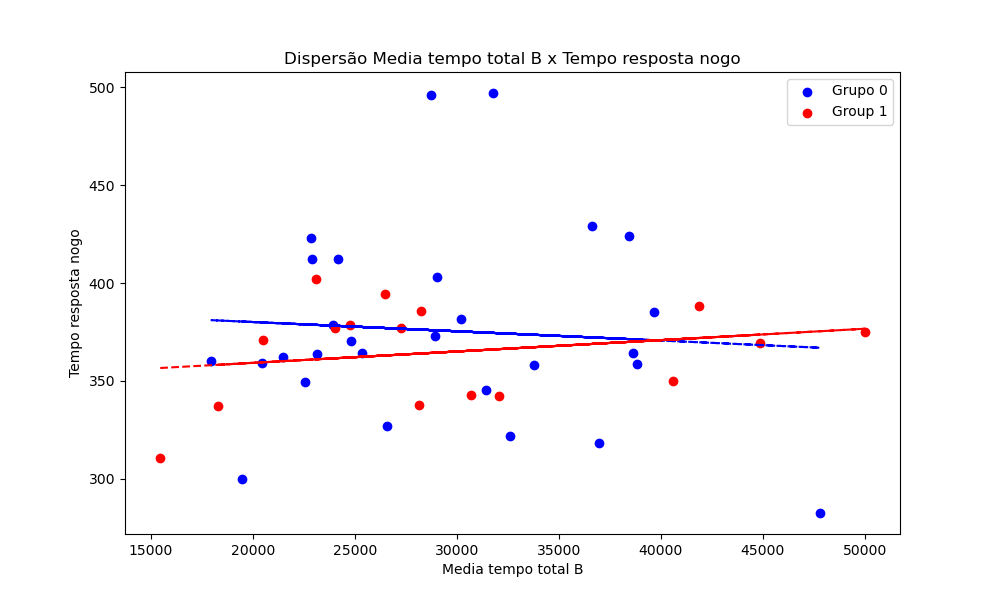 Dispersão Media tempo total B x Tempo resposta nogo
Grupo 0
Group 1
500
450
400
350
300
Tempo resposta nogo
15000 20000 25000 30000 35000 40000 45000 50000
Media tempo total B